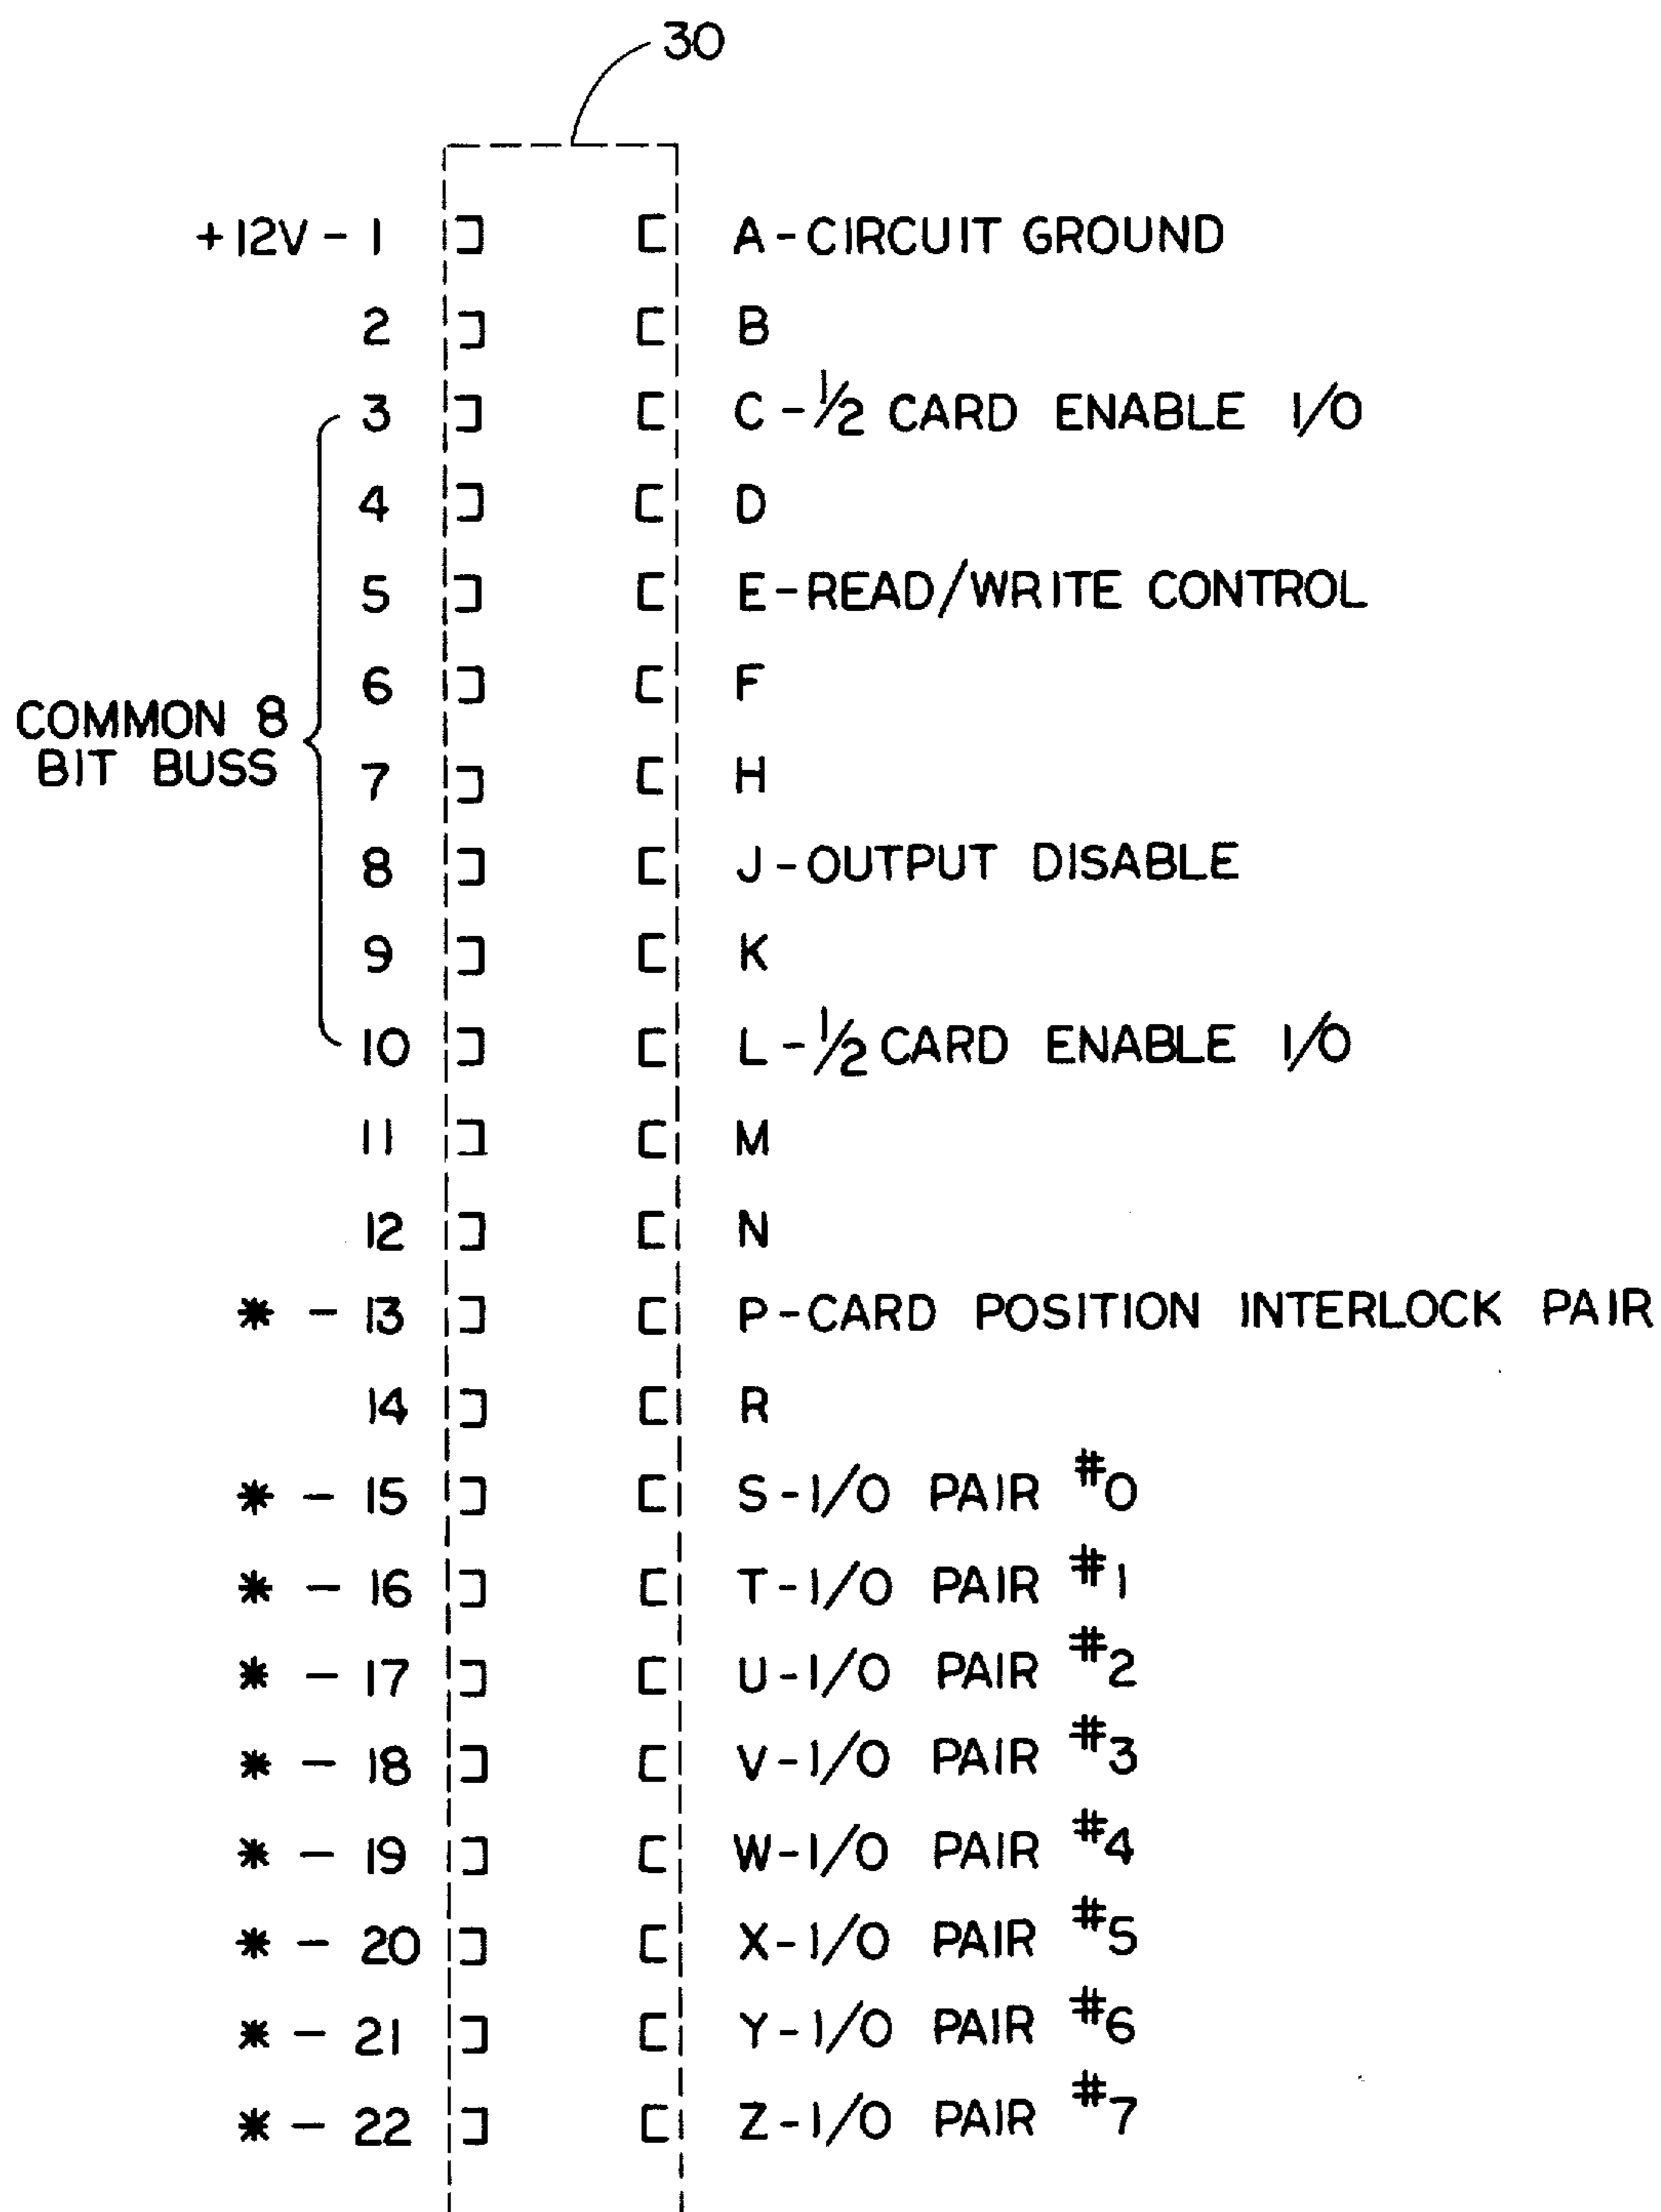 30
+12V - 1 A - CIRCUIT GROUND
2 B
3 C - ½ CARD ENABLE I/O
4 D
5 E - READ/WRITE CONTROL
6 F
COMMON 8
BIT BUSS
7 H
8 J - OUTPUT DISABLE
9 K
10 L - ½ CARD ENABLE I/O
11 M
12 N
* - 13 P - CARD POSITION INTERLOCK PAIR
14 R
* - 15 S - I/O PAIR #0
* - 16 T - I/O PAIR #1
* - 17 U - I/O PAIR #2
* - 18 V - I/O PAIR #3
* - 19 W - I/O PAIR #4
* - 20 X - I/O PAIR #5
* - 21 Y - I/O PAIR #6
* - 22 Z - I/O PAIR #7